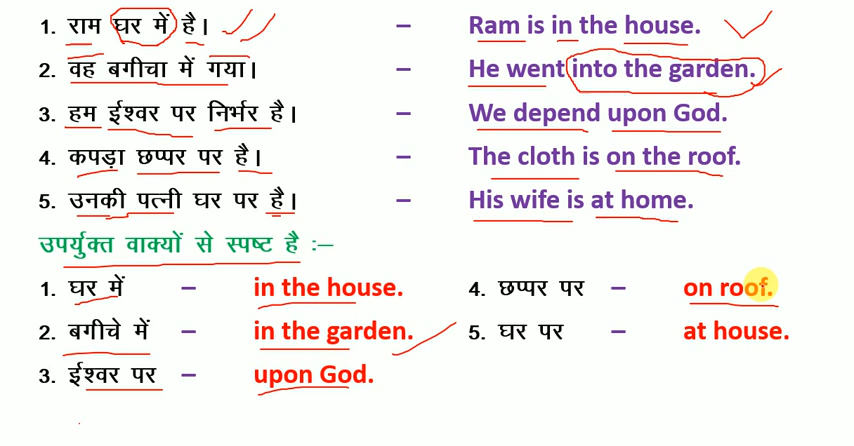 1. राम घर में है। – Ram is in the house.
2. वह बगीचा में गया। – He went into the garden.
3. हम ईश्वर पर निर्भर है। – We depend upon God.
4. कपड़ा छप्पर पर है। – The cloth is on the roof.
5. उनकी पत्नी घर पर है। – His wife is at home.
उपर्युक्त वाक्यों से स्पष्ट है :–
1. घर में – in the house. 4. छप्पर पर – on roof.
2. बगीचे में – in the garden. 5. घर पर – at house.
3. ईश्वर पर – upon God.